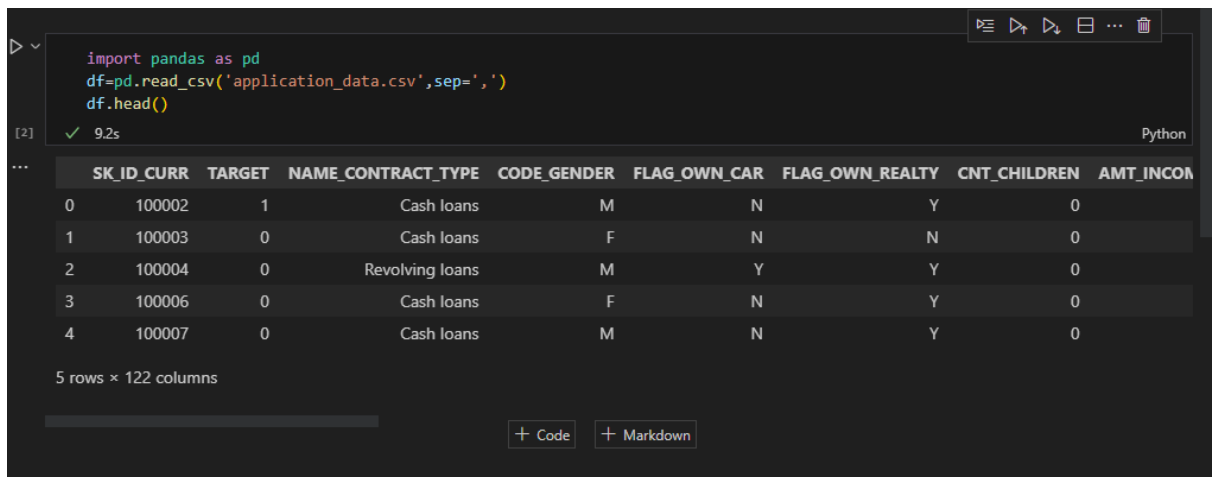 import pandas as pd
df=pd.read_csv('application_data.csv',sep=',')
df.head()
[2] 9.2s Python
... SK_ID_CURR TARGET NAME_CONTRACT_TYPE CODE_GENDER FLAG_OWN_CAR FLAG_OWN_REALTY CNT_CHILDREN AMT_INCOM
0 100002 1 Cash loans M N Y 0
1 100003 0 Cash loans F N N 0
2 100004 0 Revolving loans M Y Y 0
3 100006 0 Cash loans F N Y 0
4 100007 0 Cash loans M N Y 0
5 rows × 122 columns
+ Code + Markdown